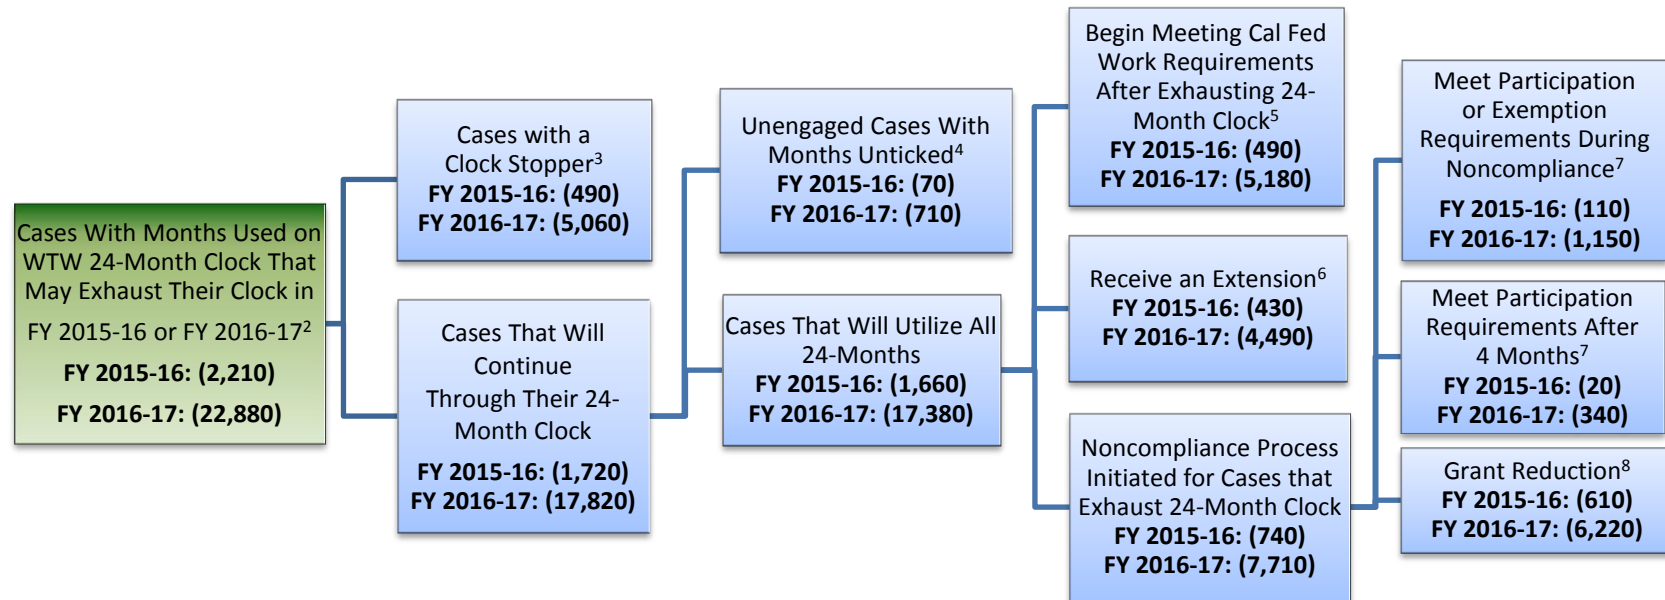 Cases With Months Used on
WTW 24-Month Clock That
May Exhaust Their Clock in
FY 2015-16 or FY 2016-17²
FY 2015-16: (2,210)
FY 2016-17: (22,880)
Cases with a
Clock Stopper³
FY 2015-16: (490)
FY 2016-17: (5,060)
Cases That Will
Continue
Through Their 24-
Month Clock
FY 2015-16: (1,720)
FY 2016-17: (17,820)
Unengaged Cases With
Months Unticked⁴
FY 2015-16: (70)
FY 2016-17: (710)
Cases That Will Utilize All
24-Months
FY 2015-16: (1,660)
FY 2016-17: (17,380)
Begin Meeting Cal Fed
Work Requirements
After Exhausting 24-
Month Clock⁵
FY 2015-16: (490)
FY 2016-17: (5,180)
Receive an Extension⁶
FY 2015-16: (430)
FY 2016-17: (4,490)
Noncompliance Process
Initiated for Cases that
Exhaust 24-Month Clock
FY 2015-16: (740)
FY 2016-17: (7,710)
Meet Participation
or Exemption
Requirements During
Noncompliance⁷
FY 2015-16: (110)
FY 2016-17: (1,150)
Meet Participation
Requirements After
4 Months⁷
FY 2015-16: (20)
FY 2016-17: (340)
Grant Reduction⁸
FY 2015-16: (610)
FY 2016-17: (6,220)